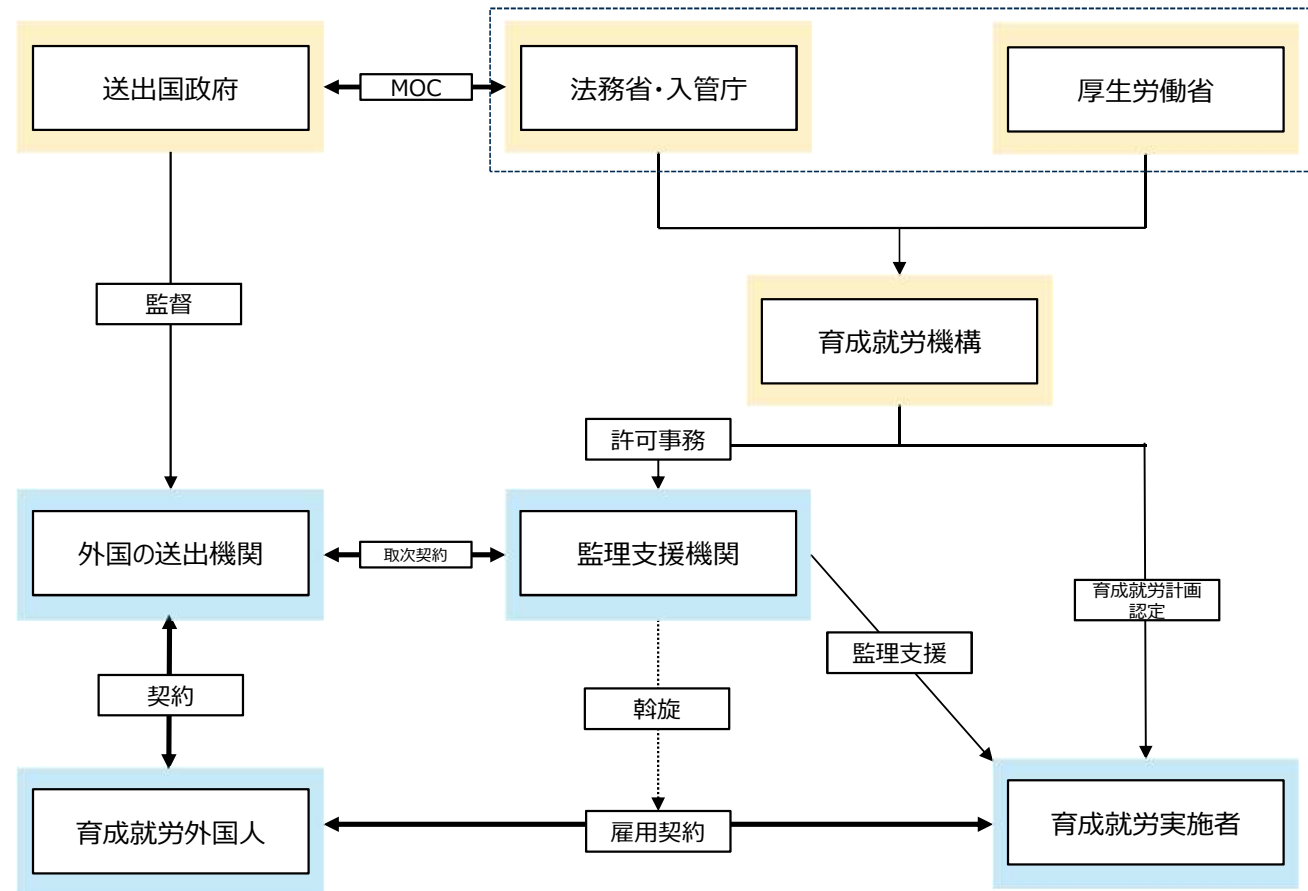 送出国政府
MOC
法務省・入管庁
厚生労働省
監督
育成就労機構
許可事務
外国の送出機関
取次契約
監理支援機関
育成就労計画
認定
監理支援
契約
斡旋
育成就労外国人
雇用契約
育成就労実施者